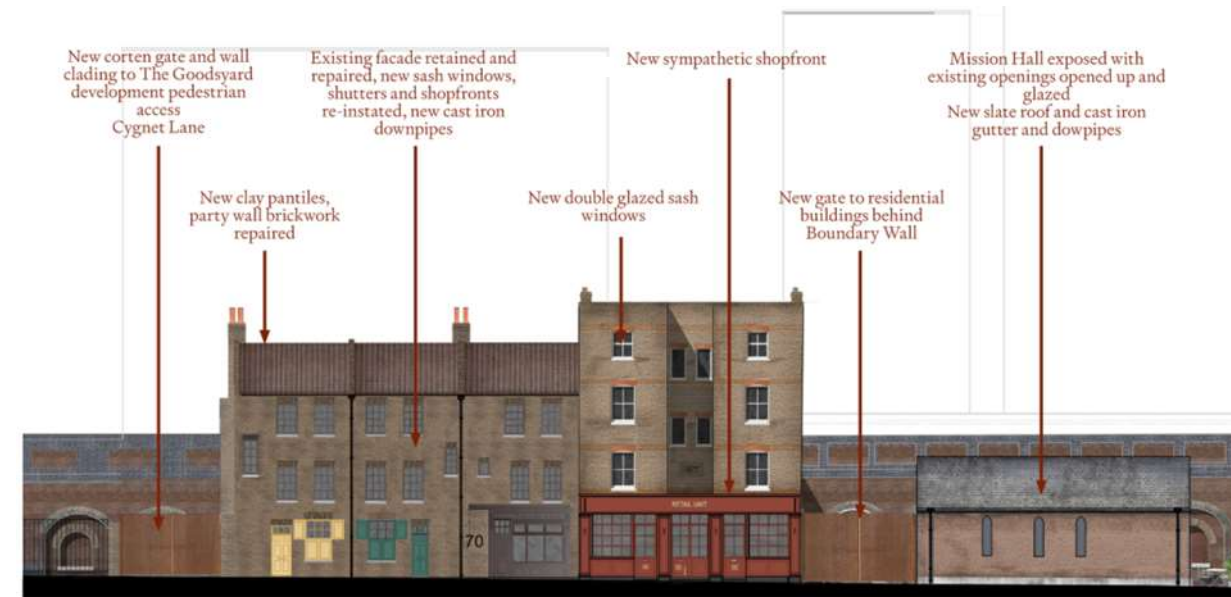 New corten gate and wall
clading to The Goodsyard
development pedestrian
access
Cygnet Lane
Existing facade retained and
repaired, new sash windows,
shutters and shopfronts
re-instated, new cast iron
downpipes
New sympathetic shopfront
Mission Hall exposed with
existing openings opened up and
glazed
New slate roof and cast iron
gutter and dowpipes
New clay pantiles,
party wall brickwork
repaired
New double glazed sash
windows
New gate to residential
buildings behind
Boundary Wall
RETAIL UNIT
70